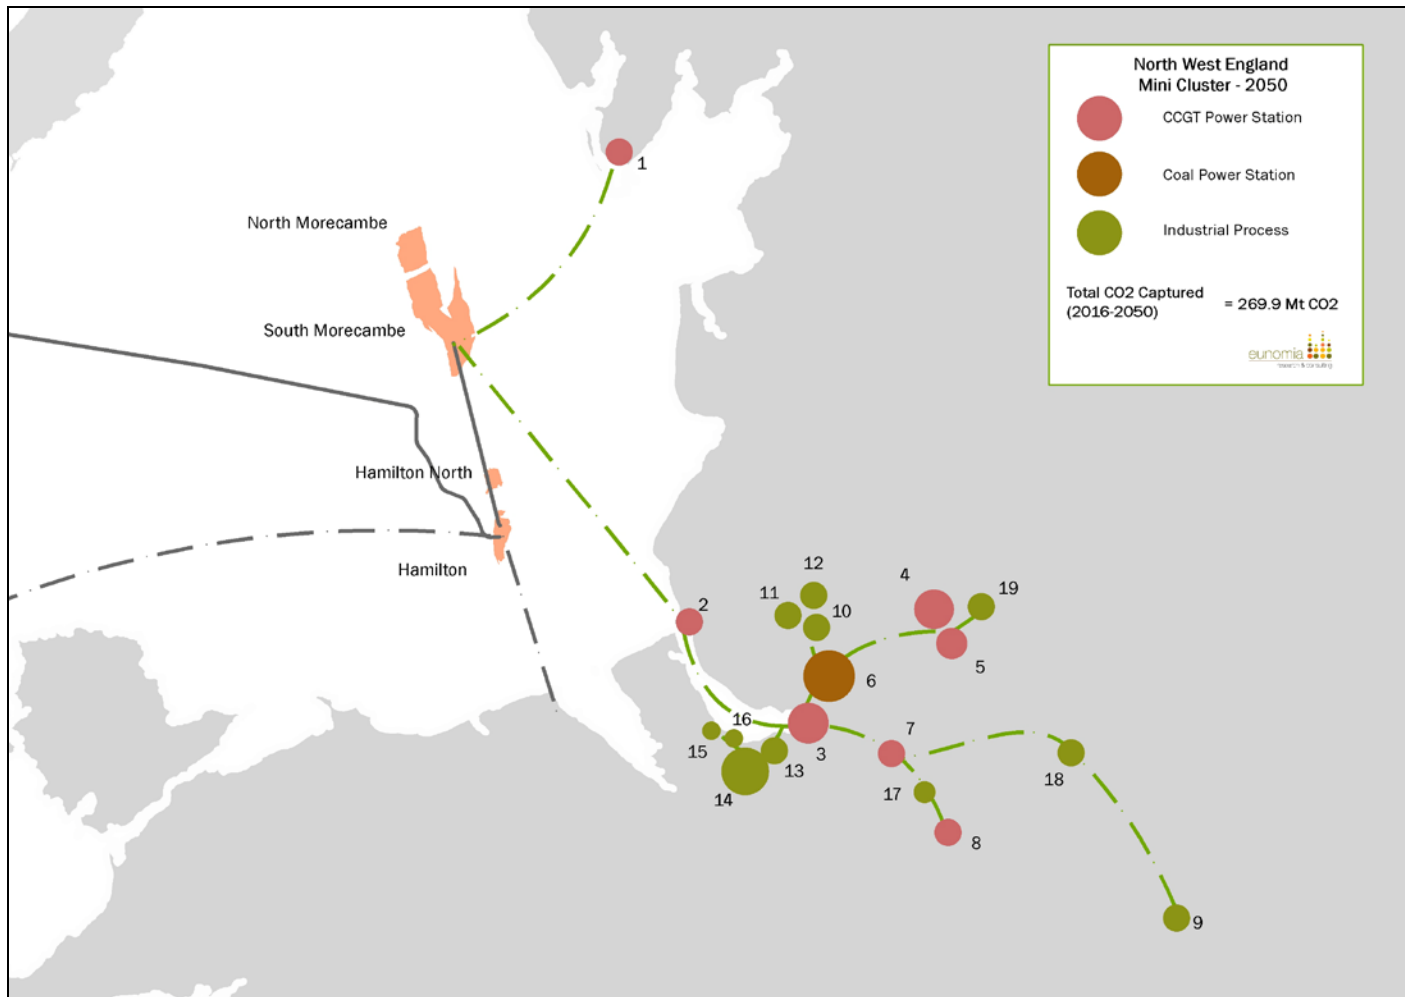 North West England
Mini Cluster - 2050
CCGT Power Station
Coal Power Station
Industrial Process
Total CO2 Captured
(2016-2050)
= 269.9 Mt CO2
eunomia
research & consulting
1
North Morecambe
South Morecambe
Hamilton North
Hamilton
2
12
11
10
4
19
5
6
16
15
3
13
14
7
17
18
8
9